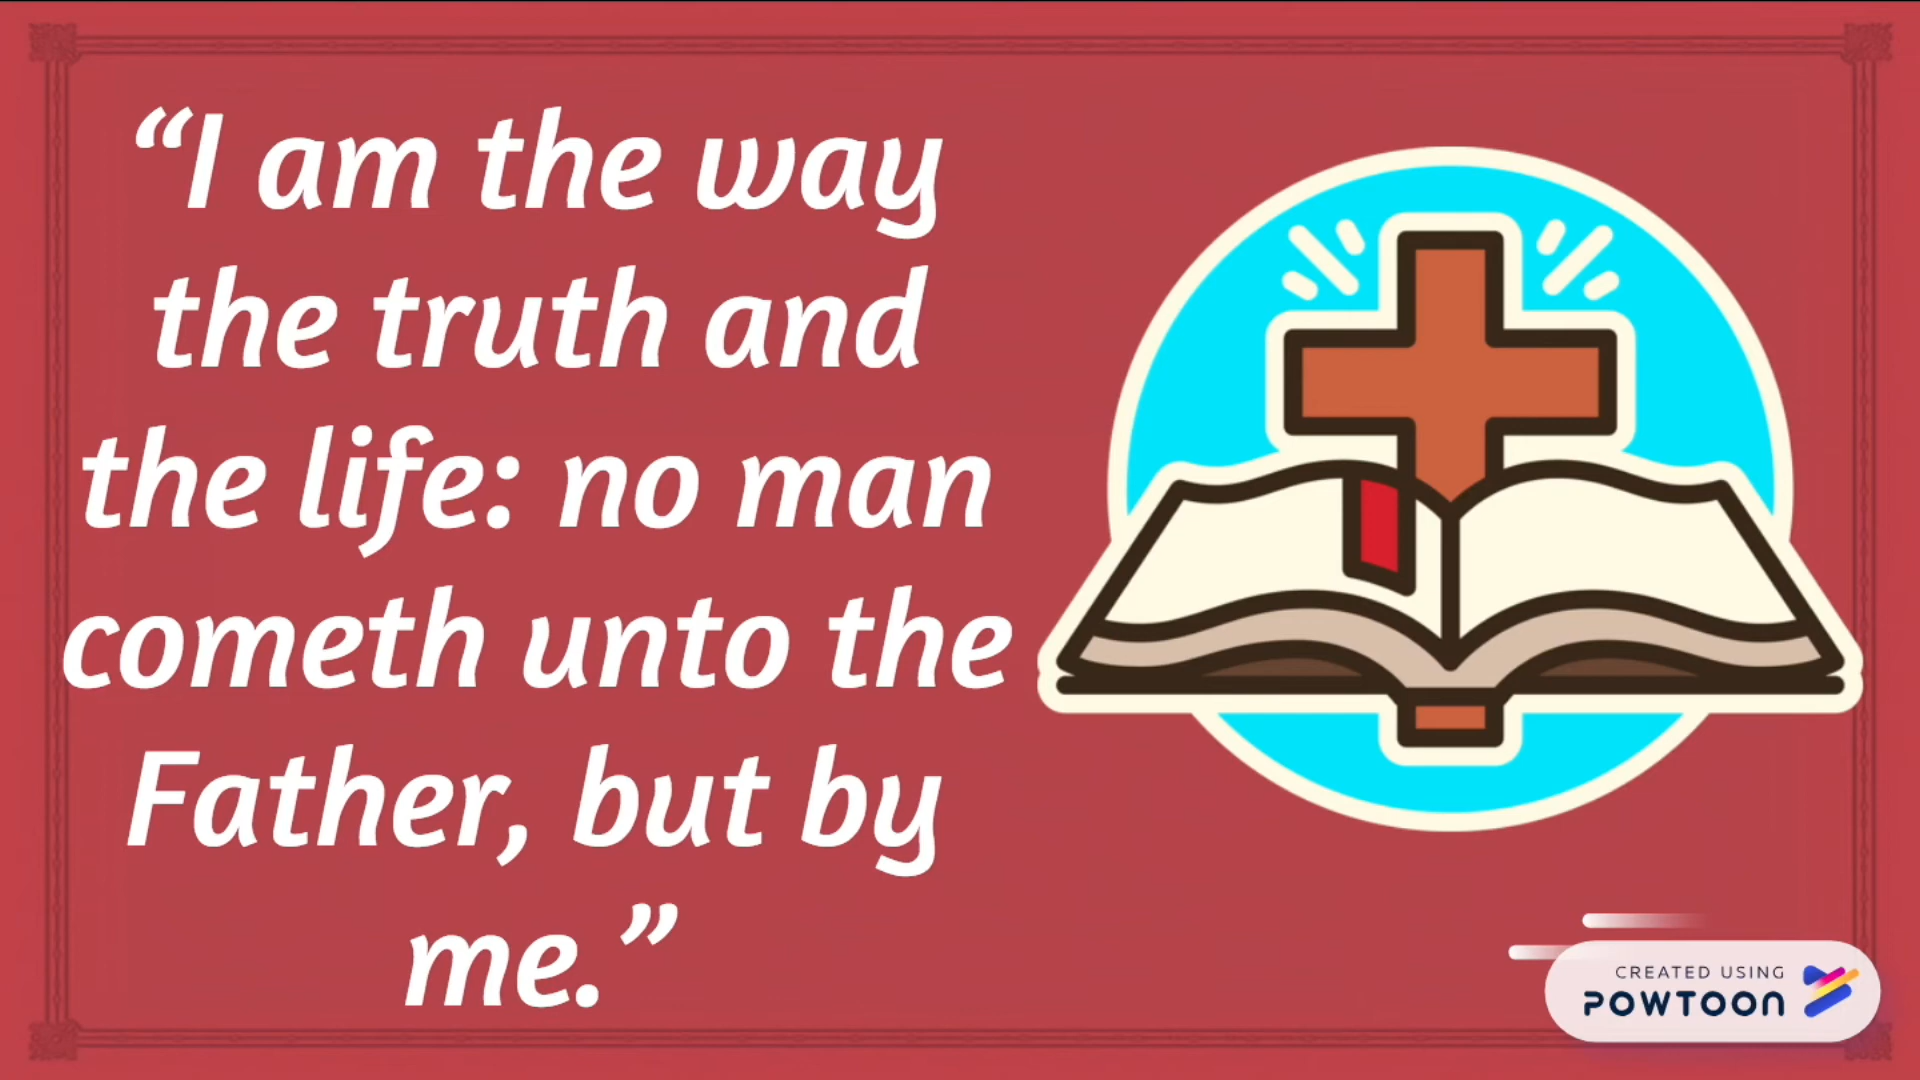 “I am the way
the truth and
the life: no man
cometh unto the
Father, but by
me.”
CREATED USING
POWTOON